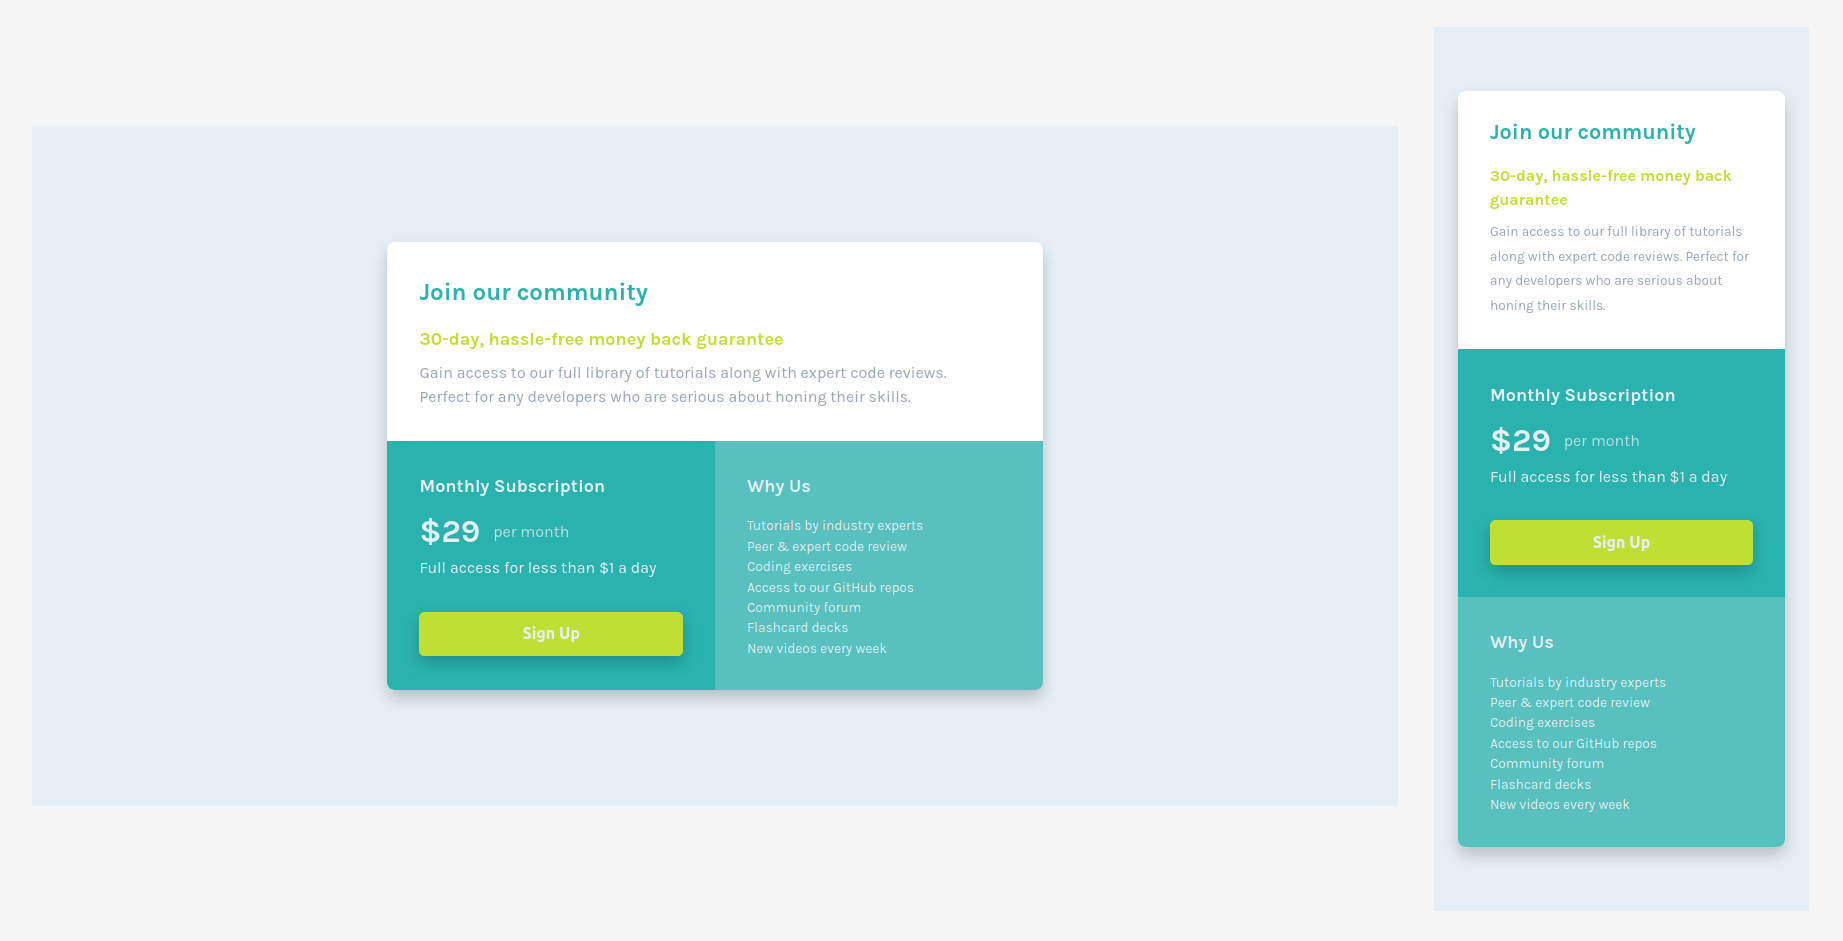 Join our community
30-day, hassle-free money back guarantee
Gain access to our full library of tutorials along with expert code reviews.
Perfect for any developers who are serious about honing their skills.
Monthly Subscription
$29 per month
Full access for less than $1 a day
Sign Up
Why Us
Tutorials by industry experts
Peer & expert code review
Coding exercises
Access to our GitHub repos
Community forum
Flashcard decks
New videos every week
Join our community
30-day, hassle-free money back
guarantee
Gain access to our full library of tutorials
along with expert code reviews. Perfect for
any developers who are serious about
honing their skills.
Monthly Subscription
$29 per month
Full access for less than $1 a day
Sign Up
Why Us
Tutorials by industry experts
Peer & expert code review
Coding exercises
Access to our GitHub repos
Community forum
Flashcard decks
New videos every week